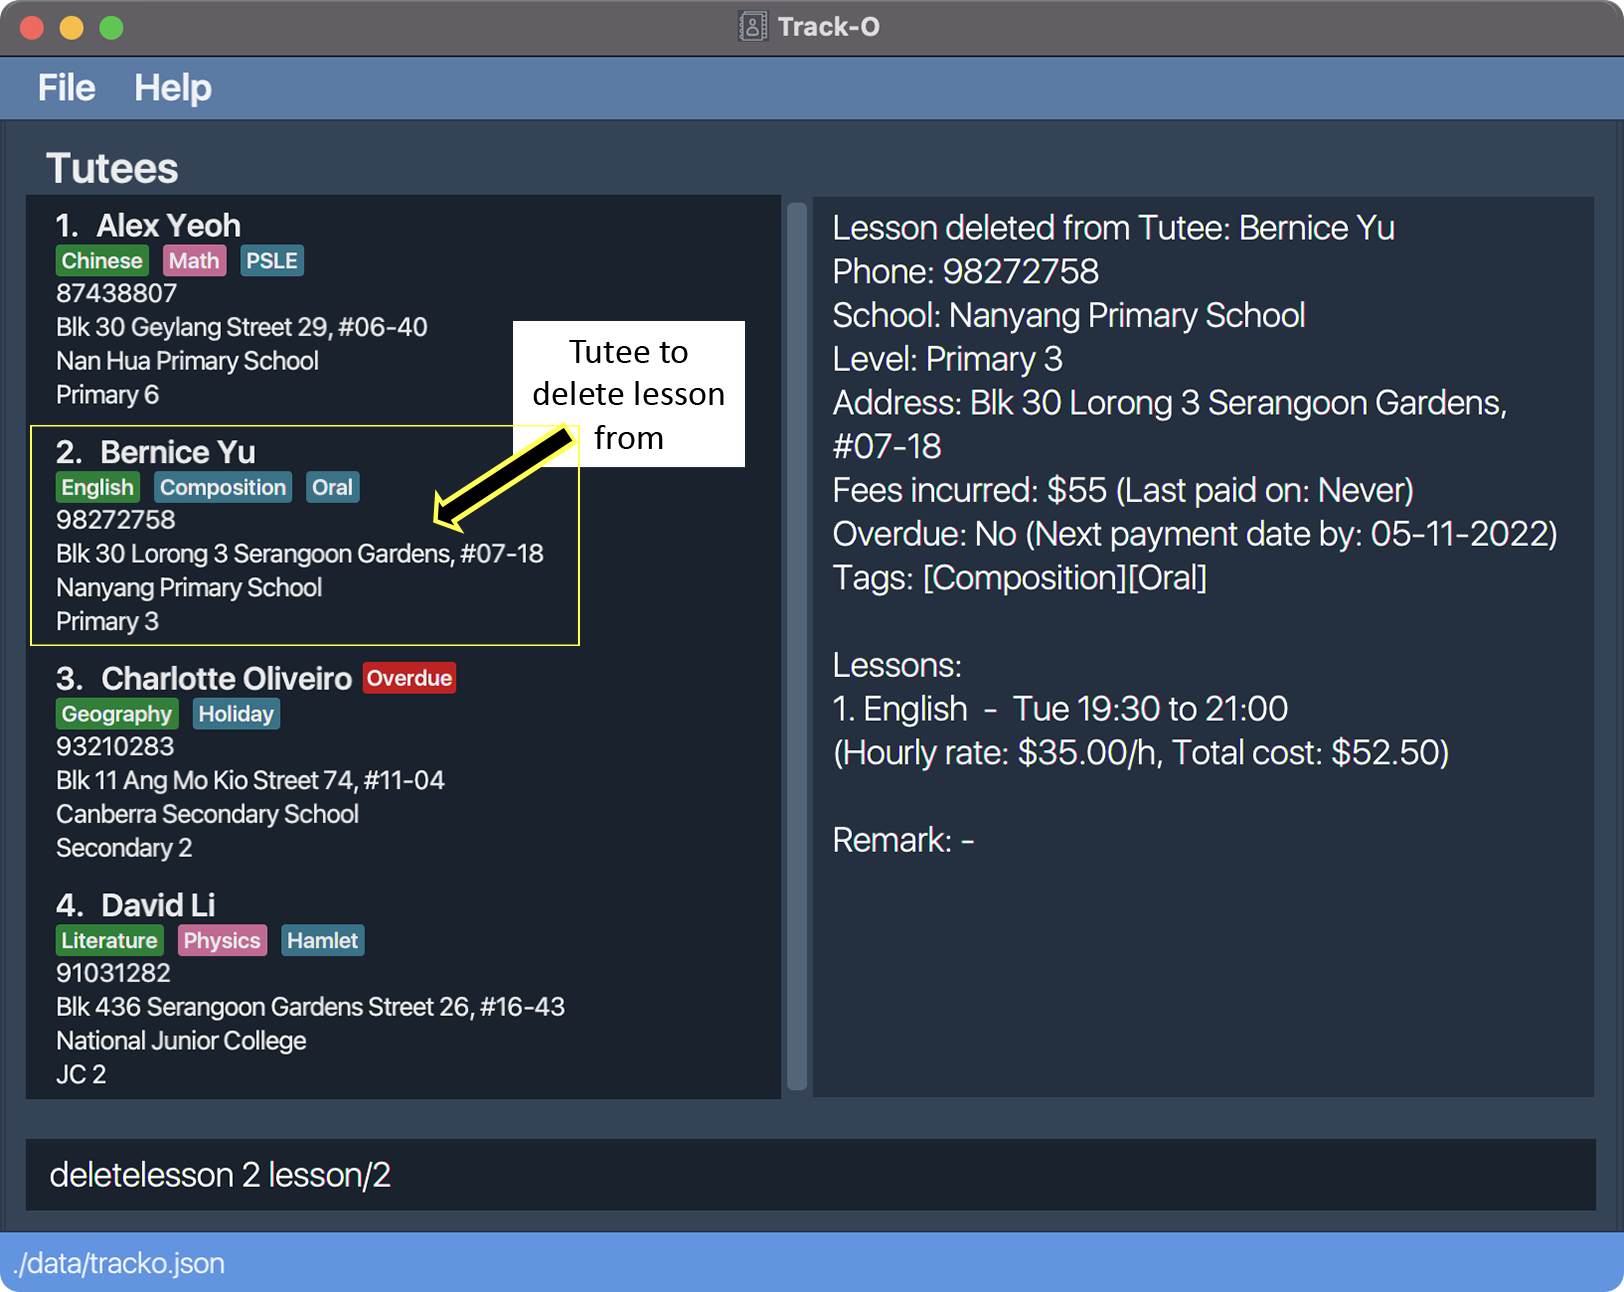 Track-O
File Help
Tutees
1. Alex Yeoh
Chinese Math PSLE
87438807
Blk 30 Geylang Street 29, #06-40
Nan Hua Primary School
Primary 6
Tutee to
delete lesson
from
2. Bernice Yu
English Composition Oral
98272758
Blk 30 Lorong 3 Serangoon Gardens, #07-18
Nanyang Primary School
Primary 3
3. Charlotte Oliveiro Overdue
Geography Holiday
93210283
Blk 11 Ang Mo Kio Street 74, #11-04
Canberra Secondary School
Secondary 2
4. David Li
Literature Physics Hamlet
91031282
Blk 436 Serangoon Gardens Street 26, #16-43
National Junior College
JC 2
Lesson deleted from Tutee: Bernice Yu
Phone: 98272758
School: Nanyang Primary School
Level: Primary 3
Address: Blk 30 Lorong 3 Serangoon Gardens,
#07-18
Fees incurred: $55 (Last paid on: Never)
Overdue: No (Next payment date by: 05-11-2022)
Tags: [Composition][Oral]
Lessons:
1. English - Tue 19:30 to 21:00
(Hourly rate: $35.00/h, Total cost: $52.50)
Remark: -
deletelesson 2 lesson/2
./data/tracko.json